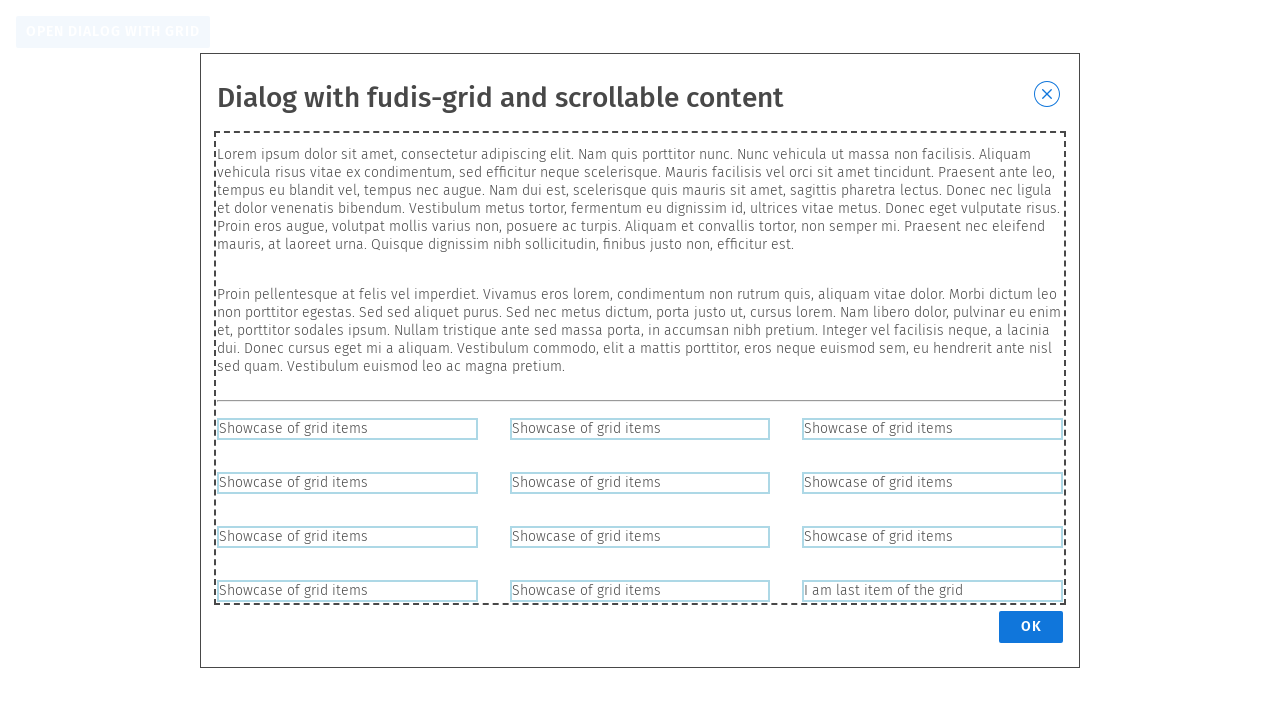 OPEN DIALOG WITH GRID
Dialog with fudis-grid and scrollable content
Lorem ipsum dolor sit amet, consectetur adipiscing elit. Nam quis porttitor nunc. Nunc vehicula ut massa non facilisis. Aliquam
vehicula risus vitae ex condimentum, sed efficitur neque scelerisque. Mauris facilisis vel orci sit amet tincidunt. Praesent ante leo,
tempus eu blandit vel, tempus nec augue. Nam dui est, scelerisque quis mauris sit amet, sagittis pharetra lectus. Donec nec ligula
et dolor venenatis bibendum. Vestibulum metus tortor, fermentum eu dignissim id, ultrices vitae metus. Donec eget vulputate risus.
Proin eros augue, volutpat mollis varius non, posuere ac turpis. Aliquam et convallis tortor, non semper mi. Praesent nec eleifend
mauris, at laoreet urna. Quisque dignissim nibh sollicitudin, finibus justo non, efficitur est.
Proin pellentesque at felis vel imperdiet. Vivamus eros lorem, condimentum non rutrum quis, aliquam vitae dolor. Morbi dictum leo
non porttitor egestas. Sed sed aliquet purus. Sed nec metus dictum, porta justo ut, cursus lorem. Nam libero dolor, pulvinar eu enim
et, porttitor sodales ipsum. Nullam tristique ante sed massa porta, in accumsan nibh pretium. Integer vel facilisis neque, a lacinia
dui. Donec cursus eget mi a aliquam. Vestibulum commodo, elit a mattis porttitor, eros neque euismod sem, eu hendrerit ante nisl
sed quam. Vestibulum euismod leo ac magna pretium.
Showcase of grid items Showcase of grid items Showcase of grid items
Showcase of grid items Showcase of grid items Showcase of grid items
Showcase of grid items Showcase of grid items Showcase of grid items
Showcase of grid items Showcase of grid items I am last item of the grid
OK